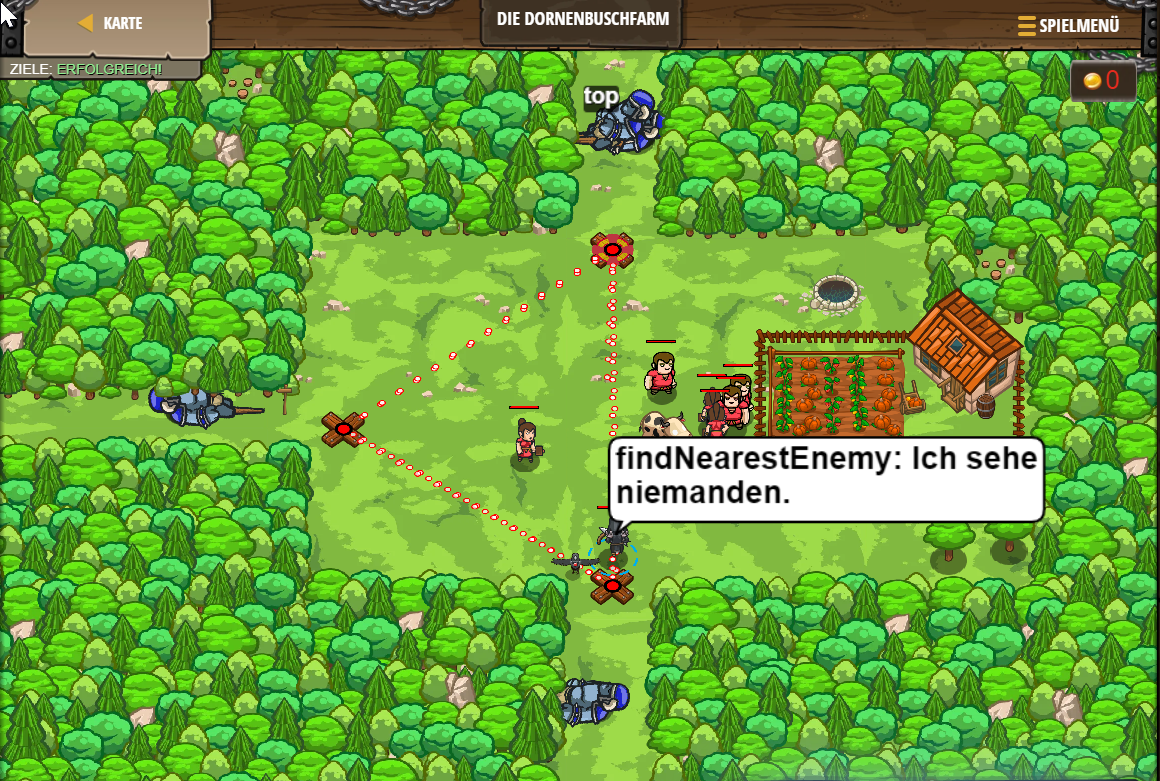 KARTE
DIE DORNENBUSCHFARM
SPIELMENÜ
ZIELE: ERFOLGREICH!
0
top
findNearestEnemy: Ich sehe
niemanden.